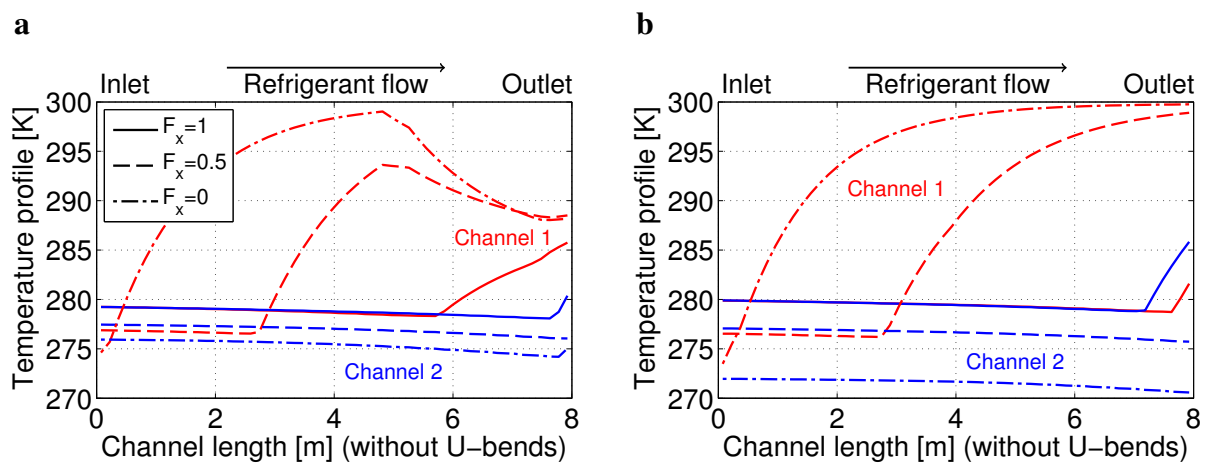 a
Inlet Refrigerant flow Outlet
Temperature profile [K]
300
295
290
285
280
275
270
F_x=1
F_x=0.5
F_x=0
Channel 1
Channel 2
0 2 4 6 8
Channel length [m] (without U−bends)
b
Inlet Refrigerant flow Outlet
Temperature profile [K]
300
295
290
285
280
275
270
Channel 1
Channel 2
0 2 4 6 8
Channel length [m] (without U−bends)